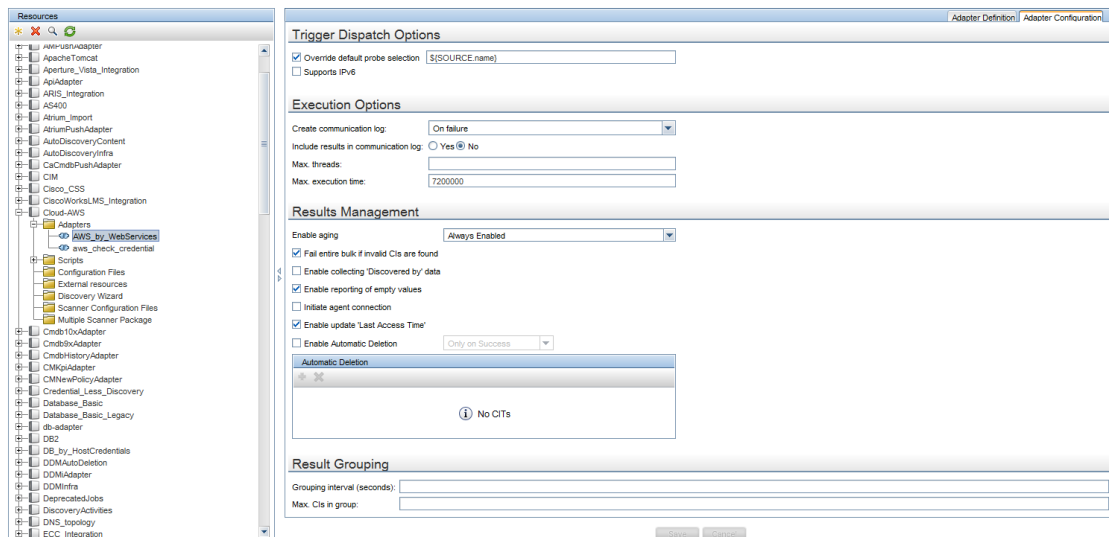 Resources
AMPushAdapter
ApacheTomcat
Aperture_Vista_Integration
ApiAdapter
ARIS_Integration
AS400
Atrium_Import
AtriumPushAdapter
AutoDiscoveryContent
AutoDiscoveryInfra
CaCmdbPushAdapter
CIM
Cisco_CSS
CiscoWorksLMS_Integration
Cloud-AWS
Adapters
AWS_by_WebServices
aws_check_credential
Scripts
Configuration Files
External resources
Discovery Wizard
Scanner Configuration Files
Multiple Scanner Package
Cmdb10xAdapter
Cmdb9xAdapter
CmdbHistoryAdapter
CMKpiAdapter
CMNewPolicyAdapter
Credential_Less_Discovery
Database_Basic
Database_Basic_Legacy
db-adapter
DB2
DB_by_HostCredentials
DDMAutoDeletion
DDMiAdapter
DDMInfra
DeprecatedJobs
DiscoveryActivities
DNS_topology
ECC_Integration
Adapter Definition Adapter Configuration
Trigger Dispatch Options
Override default probe selection ${SOURCE.name}
Supports IPv6
Execution Options
Create communication log: On failure
Include results in communication log: Yes No
Max. threads:
Max. execution time: 7200000
Results Management
Enable aging Always Enabled
Fail entire bulk if invalid CIs are found
Enable collecting 'Discovered by' data
Enable reporting of empty values
Initiate agent connection
Enable update 'Last Access Time'
Enable Automatic Deletion Only on Success
Automatic Deletion
No CITs
Result Grouping
Grouping interval (seconds):
Max. CIs in group:
Save Cancel